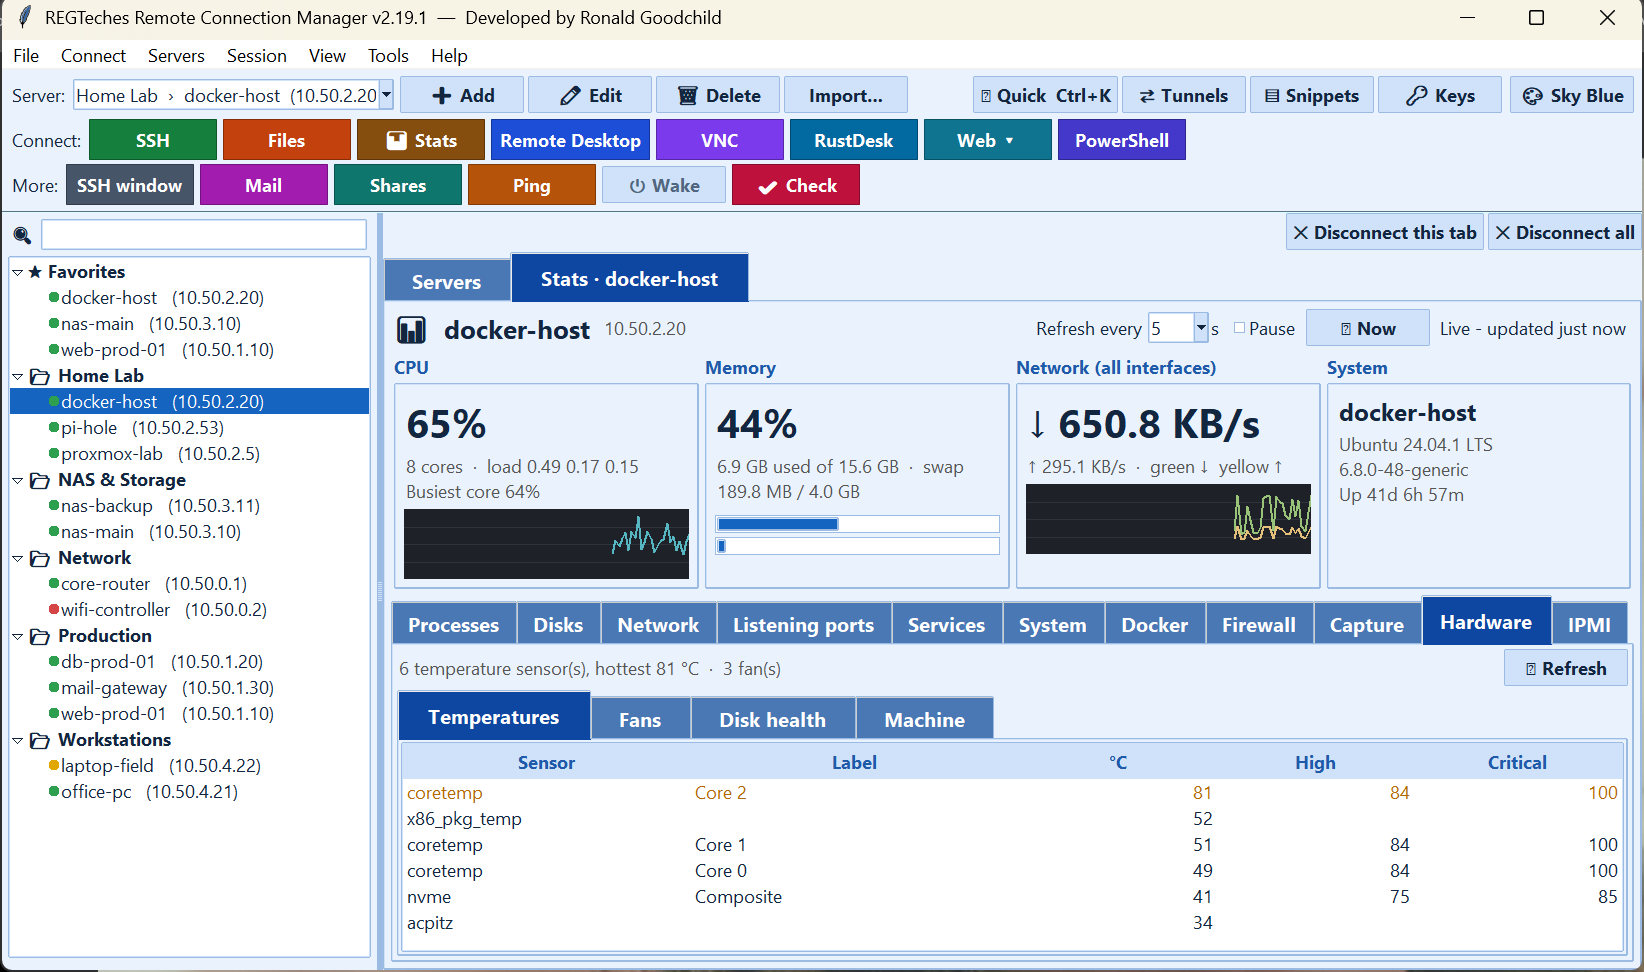 REGTeches Remote Connection Manager v2.19.1 — Developed by Ronald Goodchild
File Connect Servers Session View Tools Help
Server: Home Lab › docker-host (10.50.2.20 Add Edit Delete Import... Quick Ctrl+K Tunnels Snippets Keys Sky Blue
Connect: SSH Files Stats Remote Desktop VNC RustDesk Web PowerShell
More: SSH window Mail Shares Ping Wake Check
Disconnect this tab Disconnect all
★ Favorites
docker-host (10.50.2.20)
nas-main (10.50.3.10)
web-prod-01 (10.50.1.10)
Home Lab
docker-host (10.50.2.20)
pi-hole (10.50.2.53)
proxmox-lab (10.50.2.5)
NAS & Storage
nas-backup (10.50.3.11)
nas-main (10.50.3.10)
Network
core-router (10.50.0.1)
wifi-controller (10.50.0.2)
Production
db-prod-01 (10.50.1.20)
mail-gateway (10.50.1.30)
web-prod-01 (10.50.1.10)
Workstations
laptop-field (10.50.4.22)
office-pc (10.50.4.21)
Servers Stats · docker-host
docker-host 10.50.2.20 Refresh every 5 s Pause Now Live - updated just now
CPU
65%
8 cores · load 0.49 0.17 0.15
Busiest core 64%
Memory
44%
6.9 GB used of 15.6 GB · swap
189.8 MB / 4.0 GB
Network (all interfaces)
↓ 650.8 KB/s
↑ 295.1 KB/s · green ↓ yellow ↑
System
docker-host
Ubuntu 24.04.1 LTS
6.8.0-48-generic
Up 41d 6h 57m
Processes Disks Network Listening ports Services System Docker Firewall Capture Hardware IPMI
6 temperature sensor(s), hottest 81 °C · 3 fan(s) Refresh
Temperatures Fans Disk health Machine
Sensor Label °C High Critical
coretemp Core 2 81 84 100
x86_pkg_temp 52
coretemp Core 1 51 84 100
coretemp Core 0 49 84 100
nvme Composite 41 75 85
acpitz 34